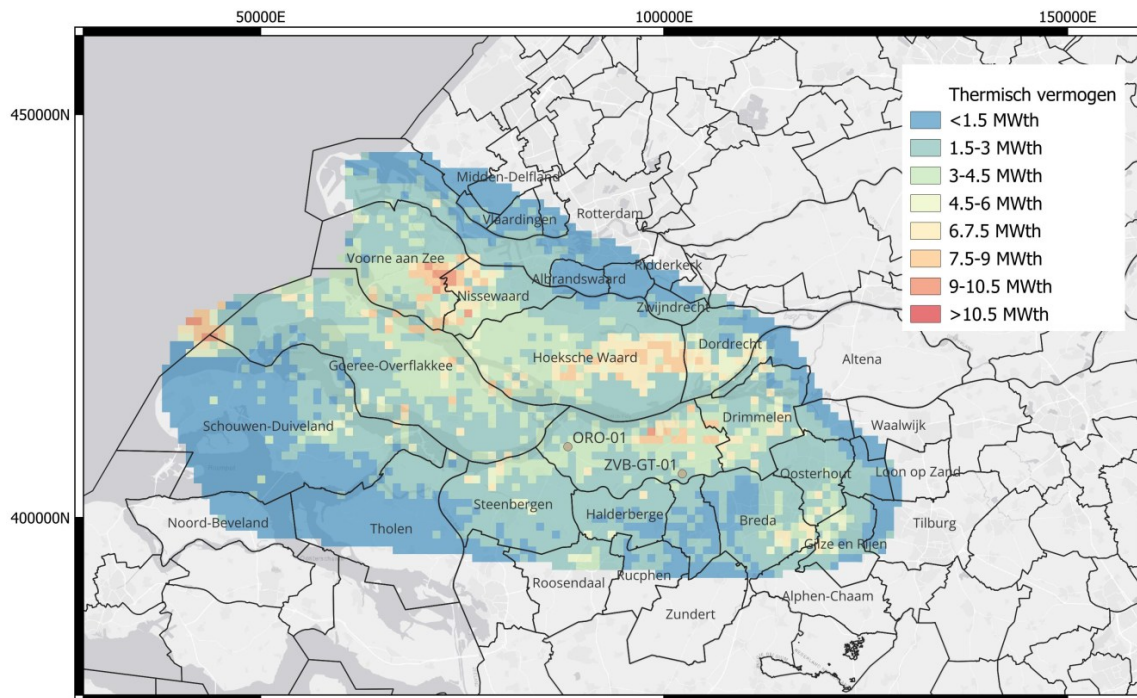 50000E
100000E
150000E
450000N
400000N
Thermisch vermogen
<1.5 MWth
1.5-3 MWth
3-4.5 MWth
4.5-6 MWth
6.7.5 MWth
7.5-9 MWth
9-10.5 MWth
>10.5 MWth
Midden-Delfland
Vlaardingen
Rotterdam
Voorne aan Zee
Ridderkerk
Albrandswaard
Nissewaard
Zwijndrecht
Dordrecht
Hoeksche Waard
Altena
Goeree-Overflakkee
Drimmelen
Schouwen-Duiveland
Waalwijk
ORO-01
ZVB-GT-01
Oosterhout
Loon op Zand
Steenbergen
Halderberge
Noord-Beveland
Tholen
Breda
Tilburg
Gilze en Rijen
Roosendaal
Rucphen
Alphen-Chaam
Zundert